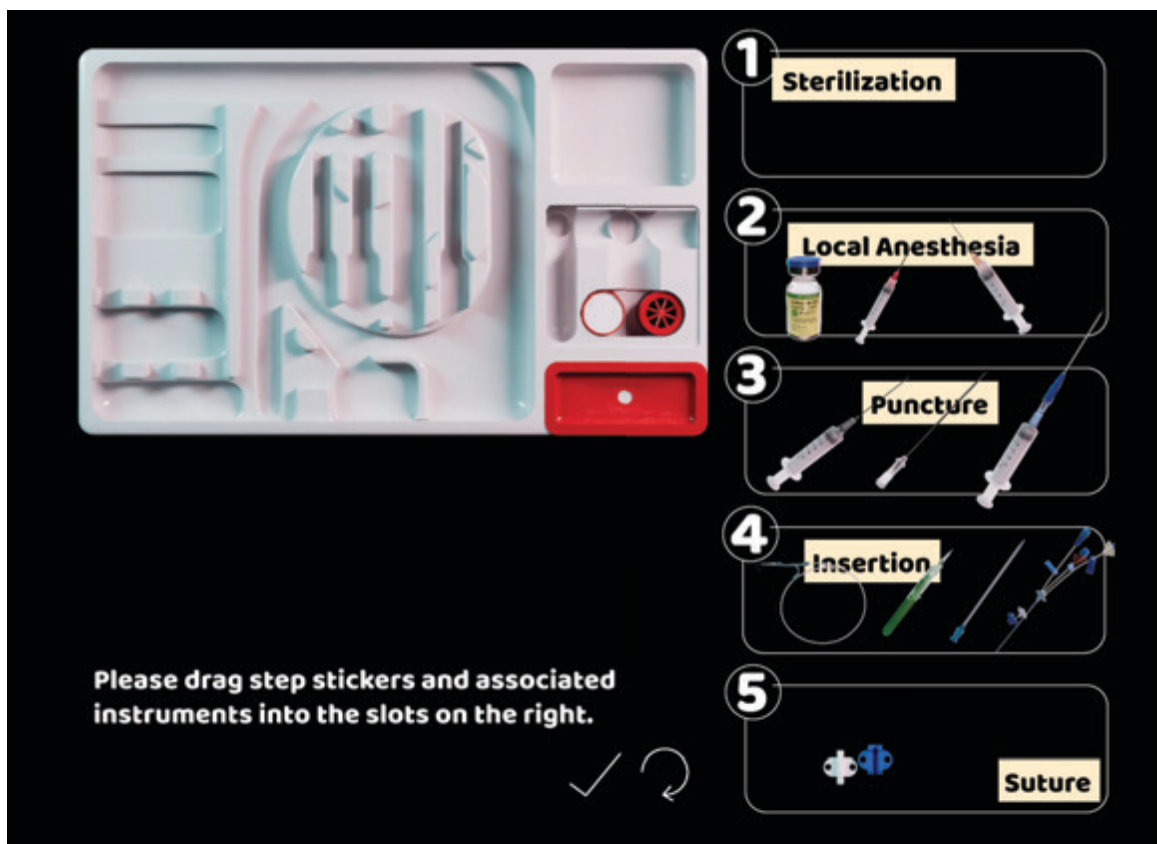 1
Sterilization
2
Local Anesthesia
3
Puncture
4
Insertion
5
Suture
Please drag step stickers and associated
instruments into the slots on the right.